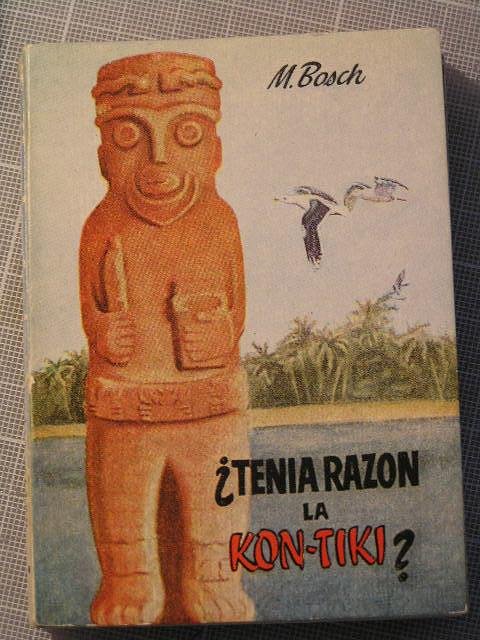 M. Bosch
¿TENIA RAZON
LA
KON-TIKI?